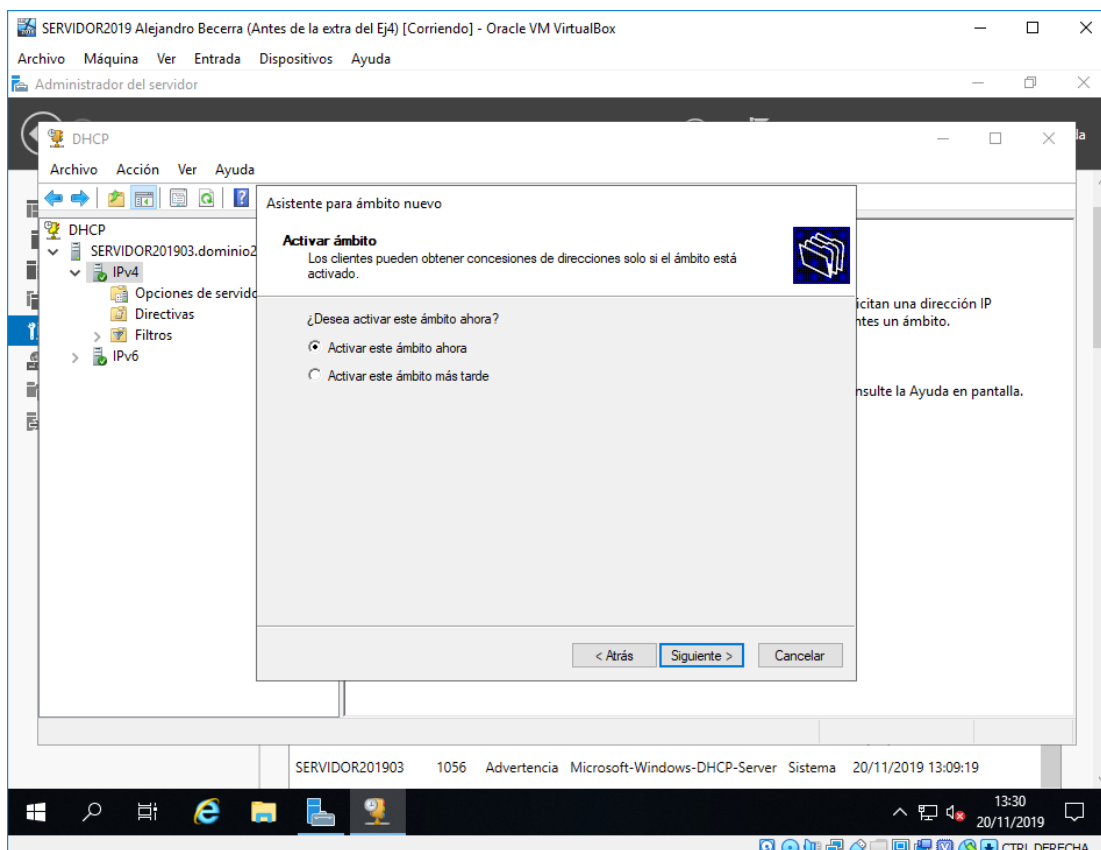 SERVIDOR2019 Alejandro Becerra (Antes de la extra del Ej4) [Corriendo] - Oracle VM VirtualBox
Archivo Máquina Ver Entrada Dispositivos Ayuda
Administrador del servidor
DHCP
Archivo Acción Ver Ayuda
DHCP
SERVIDOR201903.dominio2
IPv4
Opciones de servido
Directivas
Filtros
IPv6
Asistente para ámbito nuevo
Activar ámbito
Los clientes pueden obtener concesiones de direcciones solo si el ámbito está
activado.
¿Desea activar este ámbito ahora?
Activar este ámbito ahora
Activar este ámbito más tarde
< Atrás Siguiente > Cancelar
icitan una dirección IP
ntes un ámbito.
nsulte la Ayuda en pantalla.
SERVIDOR201903 1056 Advertencia Microsoft-Windows-DHCP-Server Sistema 20/11/2019 13:09:19
13:30
20/11/2019
CTRL DERECHA